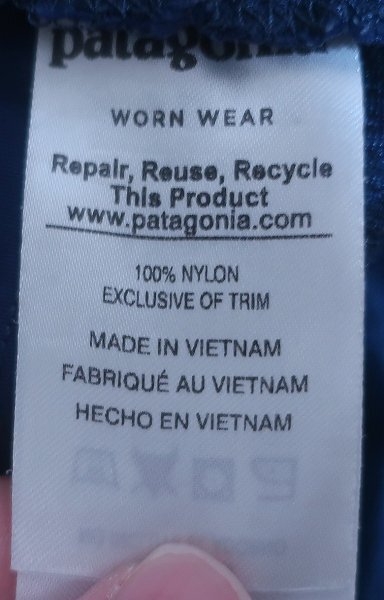 patagonia
WORN WEAR
Repair, Reuse, Recycle
This Product
www.patagonia.com
100% NYLON
EXCLUSIVE OF TRIM
MADE IN VIETNAM
FABRIQUÉ AU VIETNAM
HECHO EN VIETNAM